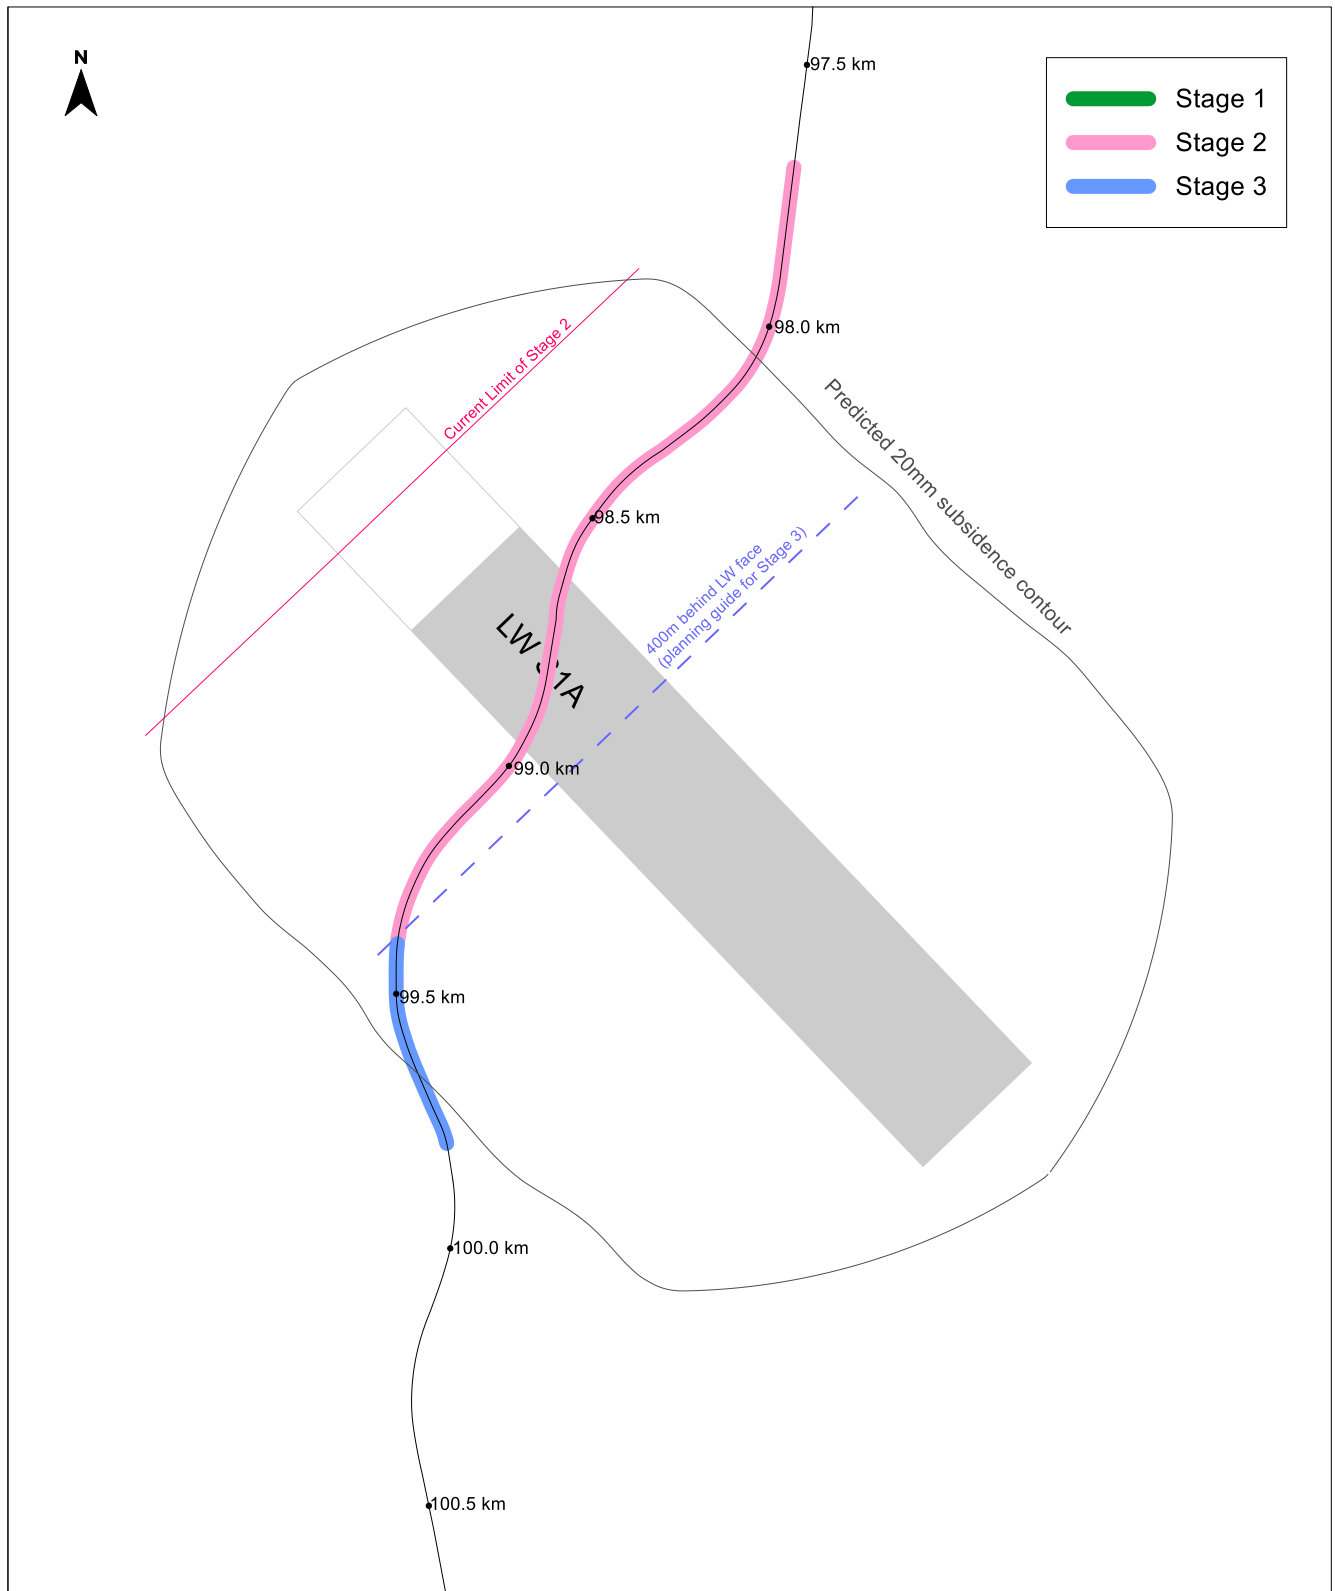 N
97.5 km
Stage 1
Stage 2
Stage 3
98.0 km
Current Limit of Stage 2
Predicted 20mm subsidence contour
98.5 km
400m behind LW face
(planning guide for Stage 3)
LW 31A
99.0 km
99.5 km
100.0 km
100.5 km